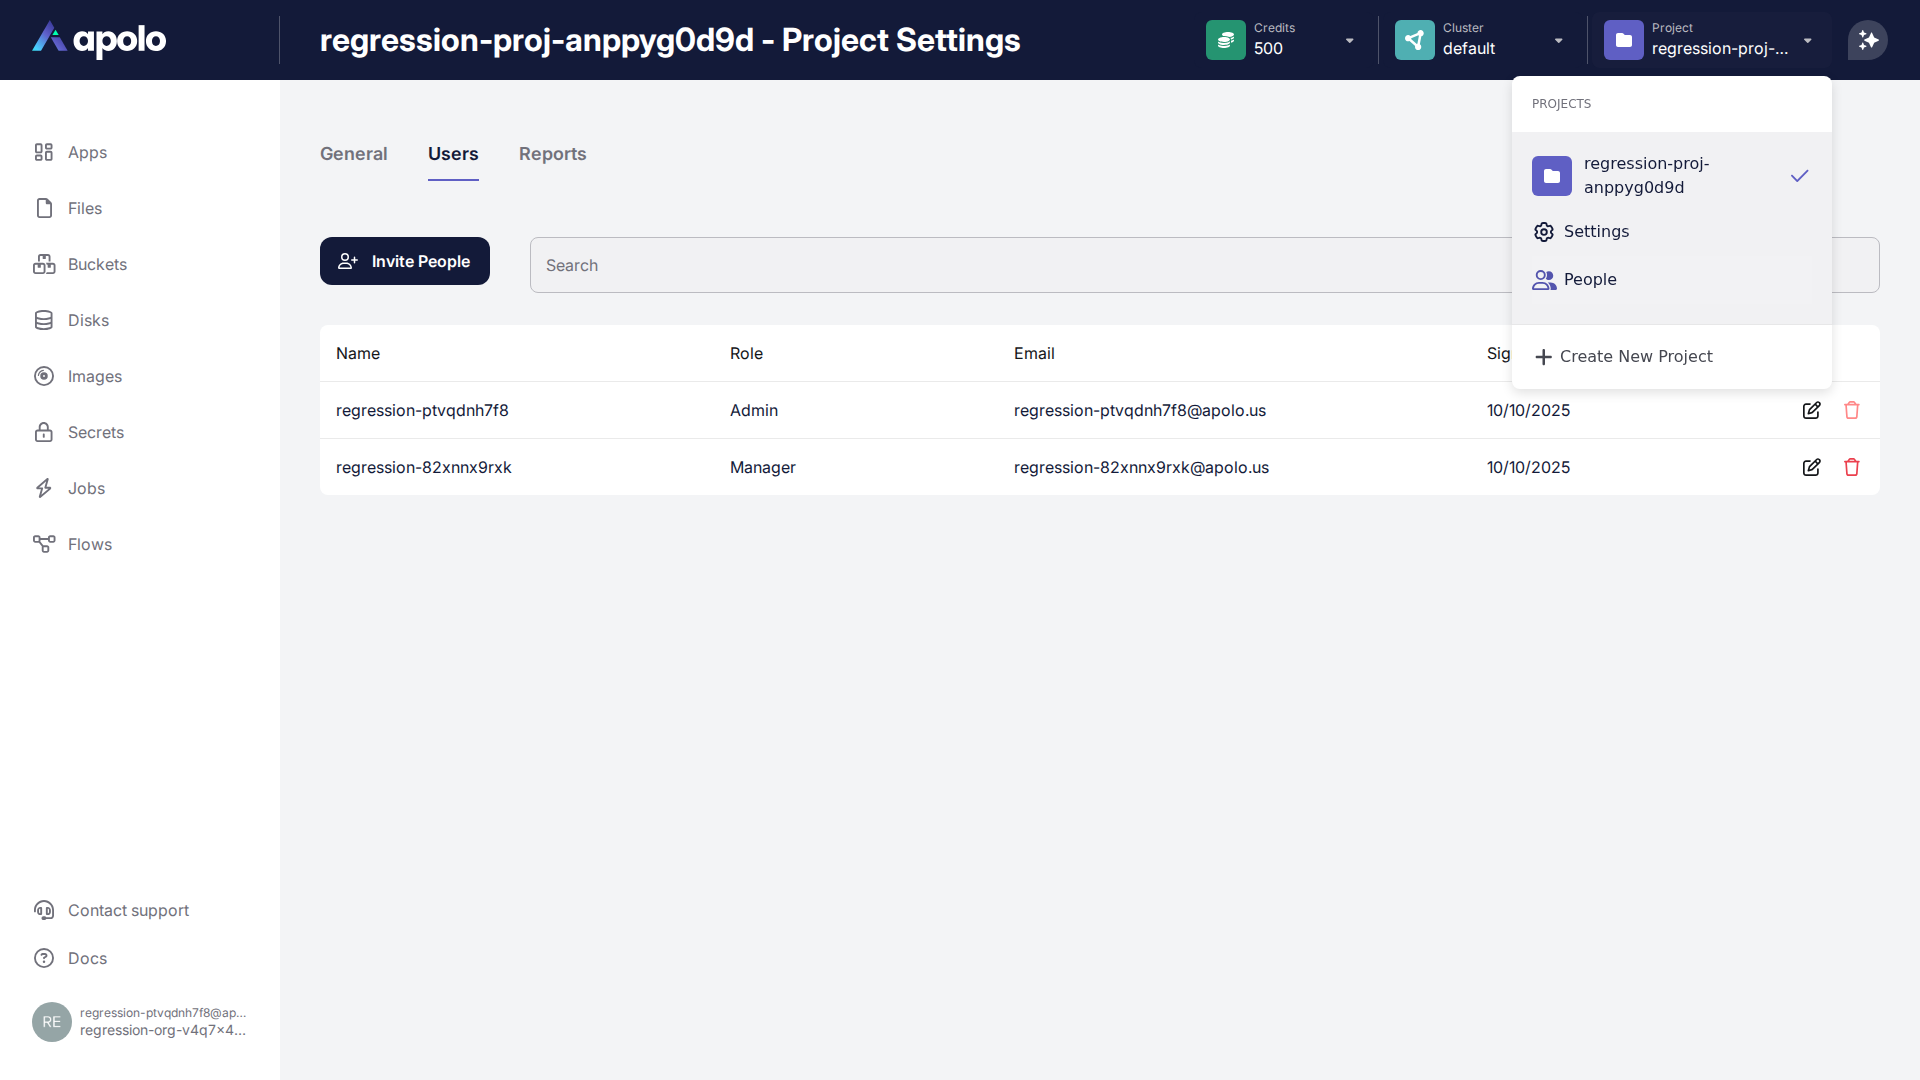 apolo
regression-proj-anppyg0d9d - Project Settings
Credits
500
Cluster
default
Project
regression-proj-...
PROJECTS
regression-proj-
anppyg0d9d
Settings
People
Create New Project
Apps
Files
Buckets
Disks
Images
Secrets
Jobs
Flows
General Users Reports
Invite People
Search
Name Role Email Sig
regression-ptvqdnh7f8 Admin regression-ptvqdnh7f8@apolo.us 10/10/2025
regression-82xnnx9rxk Manager regression-82xnnx9rxk@apolo.us 10/10/2025
Contact support
Docs
RE
regression-ptvqdnh7f8@ap...
regression-org-v4q7x4...